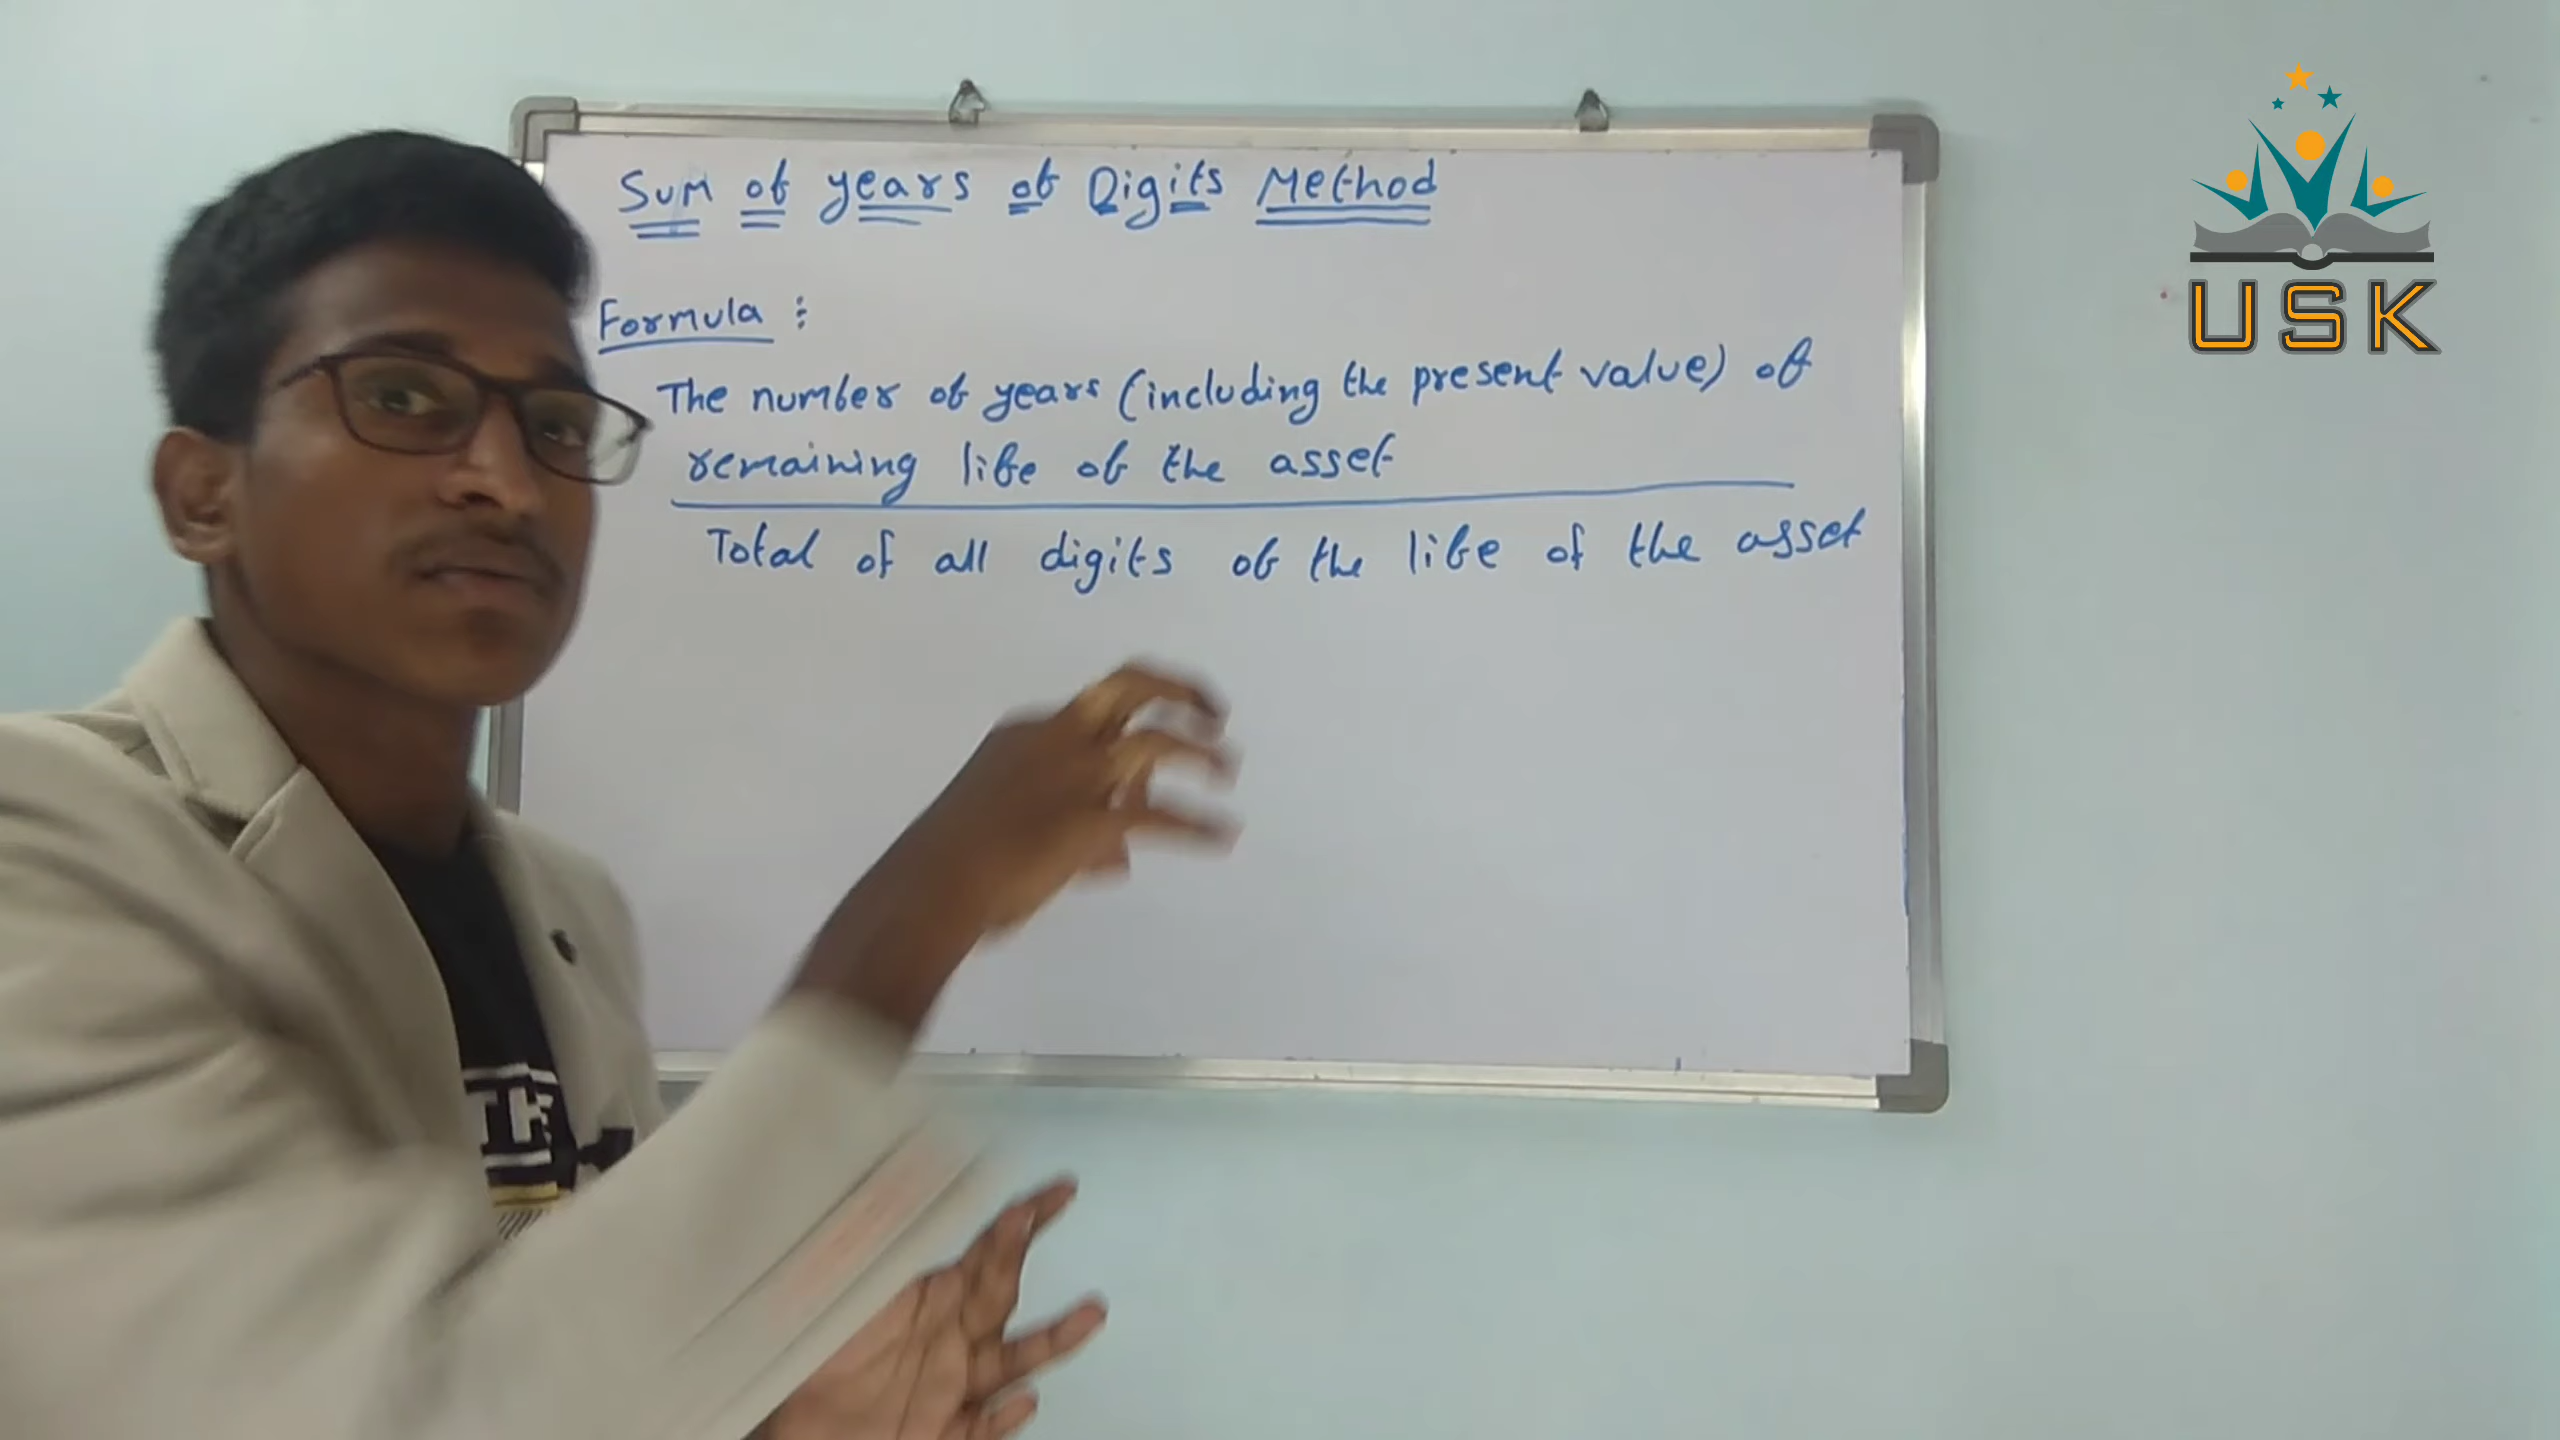 Sum of years of Digits Method
Formula :
The number of years (including the present value) of
remaining life of the asset
Total of all digits of the life of the asset
USK